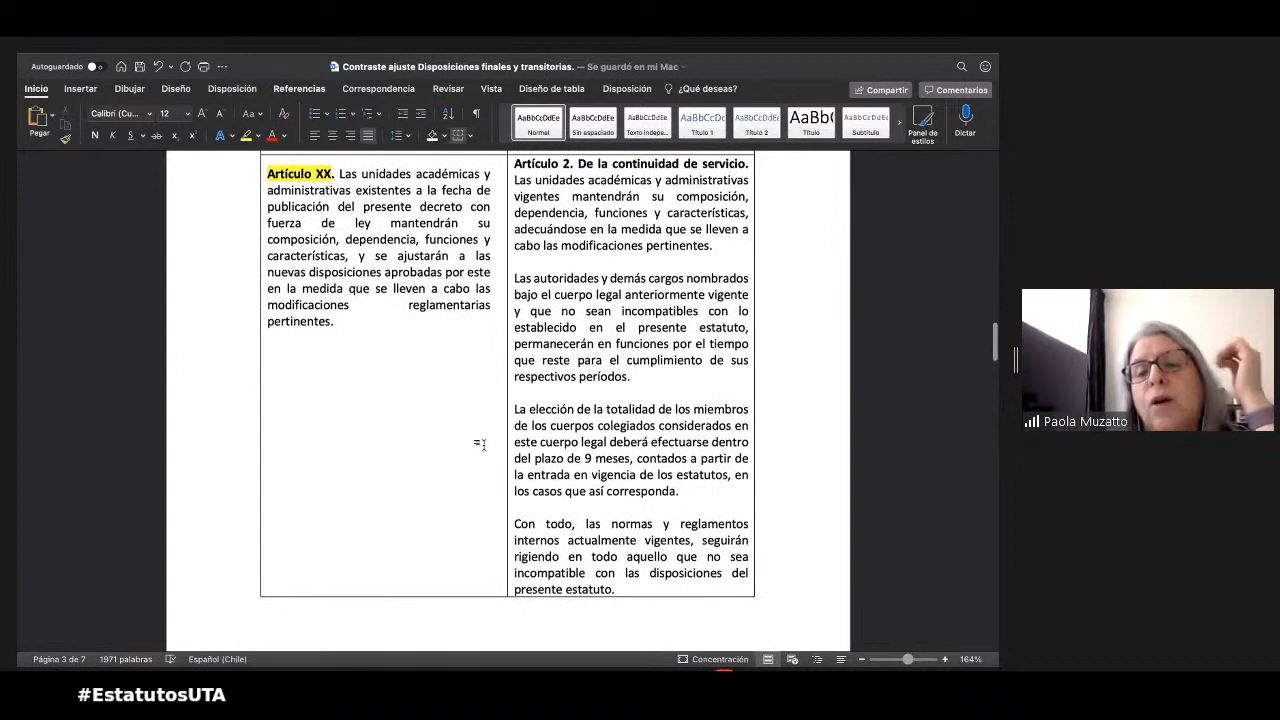 Autoguardado
Contraste ajuste Disposiciones finales y transitorias. — Se guardó en mi Mac
Inicio Insertar Dibujar Diseño Disposición Referencias Correspondencia Revisar Vista Diseño de tabla Disposición ¿Qué deseas? Compartir Comentarios
Pegar
Calibri (Cu... 12
AaBbCcDdEe AaBbCcDdEe AaBbCcDdEe AaBbCcDc AaBbCcDdEe AaBbC AaBbCcDdEe
Normal Sin espaciado Texto indepe... Título 1 Título 2 Título Subtítulo
Panel de estilos
Dictar
Artículo XX. Las unidades académicas y
administrativas existentes a la fecha de
publicación del presente decreto con
fuerza de ley mantendrán su
composición, dependencia, funciones y
características, y se ajustarán a las
nuevas disposiciones aprobadas por este
en la medida que se lleven a cabo las
modificaciones reglamentarias
pertinentes.
Artículo 2. De la continuidad de servicio.
Las unidades académicas y administrativas
vigentes mantendrán su composición,
dependencia, funciones y características,
adecuándose en la medida que se lleven a
cabo las modificaciones pertinentes.
Las autoridades y demás cargos nombrados
bajo el cuerpo legal anteriormente vigente
y que no sean incompatibles con lo
establecido en el presente estatuto,
permanecerán en funciones por el tiempo
que reste para el cumplimiento de sus
respectivos períodos.
La elección de la totalidad de los miembros
de los cuerpos colegiados considerados en
este cuerpo legal deberá efectuarse dentro
del plazo de 9 meses, contados a partir de
la entrada en vigencia de los estatutos, en
los casos que así corresponda.
Con todo, las normas y reglamentos
internos actualmente vigentes, seguirán
rigiendo en todo aquello que no sea
incompatible con las disposiciones del
presente estatuto.
Paola Muzatto
Página 3 de 7 1971 palabras Español (Chile) Concentración 164%
#EstatutosUTA